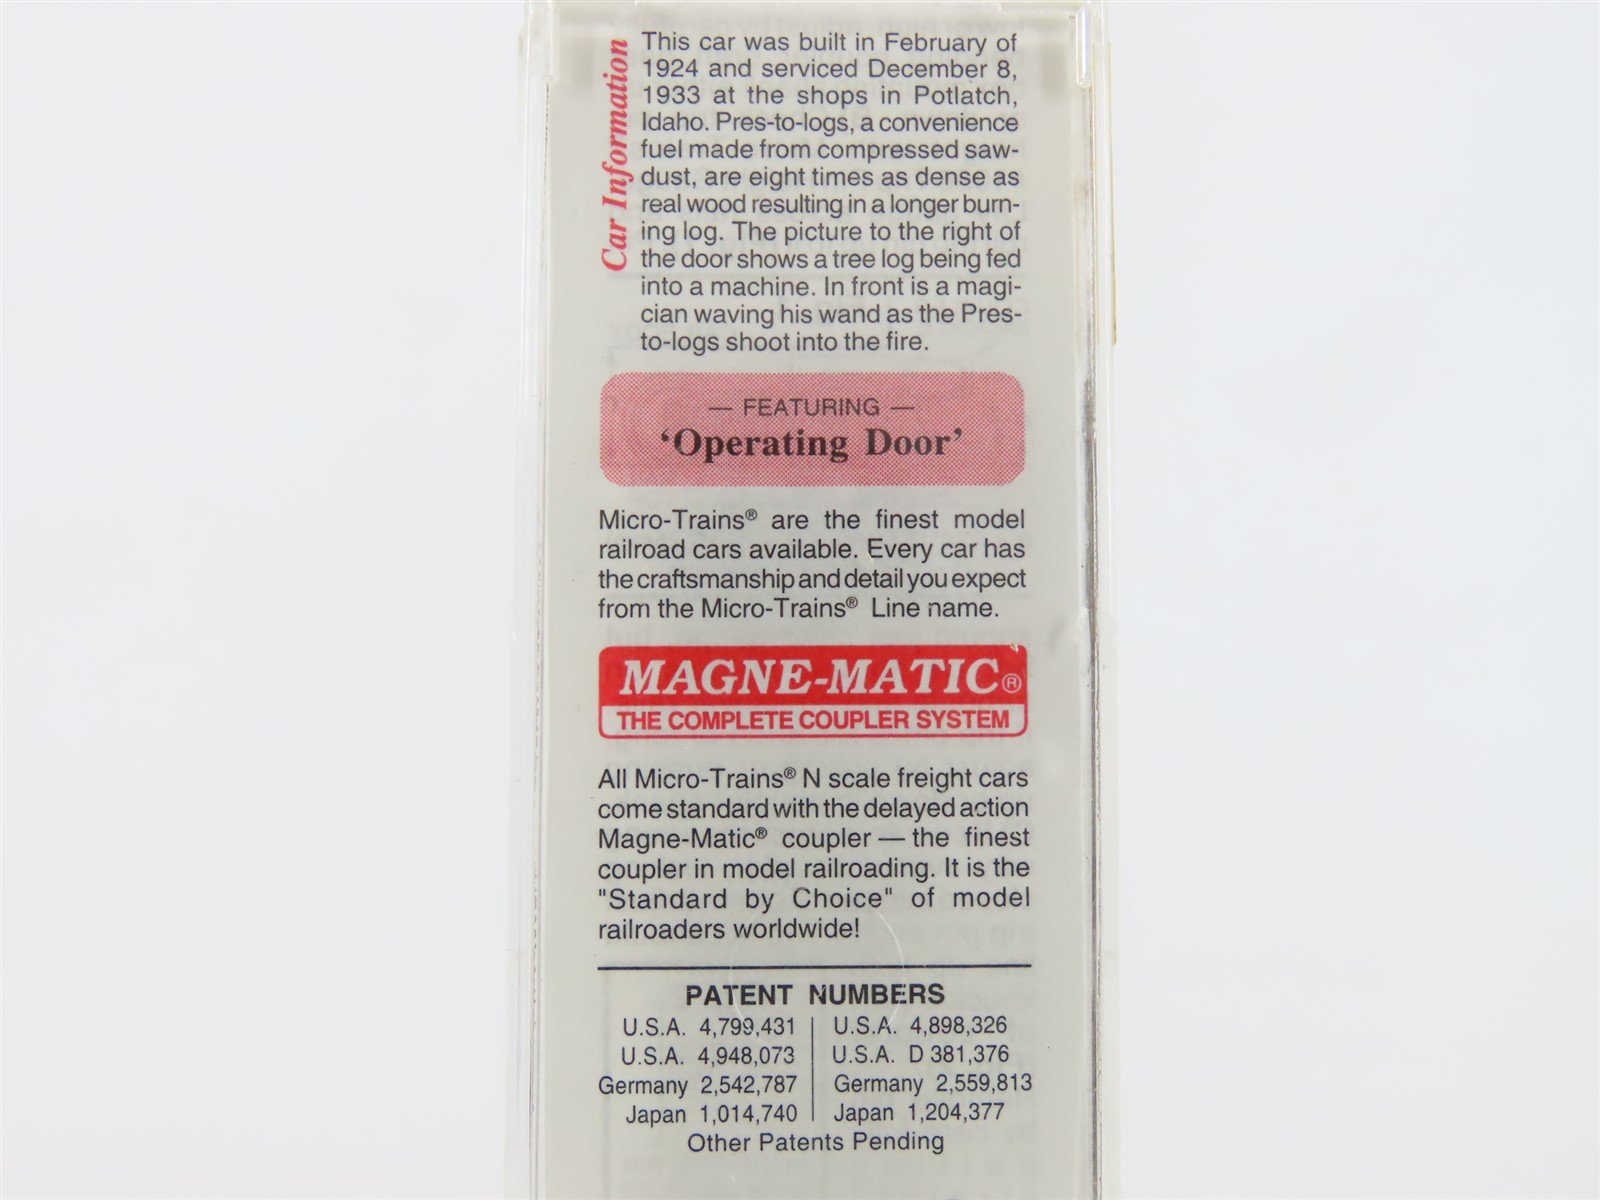 Car Information
This car was built in February of
1924 and serviced December 8,
1933 at the shops in Potlatch,
Idaho. Pres-to-logs, a convenience
fuel made from compressed saw-
dust, are eight times as dense as
real wood resulting in a longer burn-
ing log. The picture to the right of
the door shows a tree log being fed
into a machine. In front is a magi-
cian waving his wand as the Pres-
to-logs shoot into the fire.
— FEATURING —
'Operating Door'
Micro-Trains® are the finest model
railroad cars available. Every car has
the craftsmanship and detail you expect
from the Micro-Trains® Line name.
MAGNE-MATIC®
THE COMPLETE COUPLER SYSTEM
All Micro-Trains® N scale freight cars
come standard with the delayed action
Magne-Matic® coupler — the finest
coupler in model railroading. It is the
"Standard by Choice" of model
railroaders worldwide!
PATENT NUMBERS
U.S.A. 4,799,431 U.S.A. 4,898,326
U.S.A. 4,948,073 U.S.A. D 381,376
Germany 2,542,787 Germany 2,559,813
Japan 1,014,740 Japan 1,204,377
Other Patents Pending